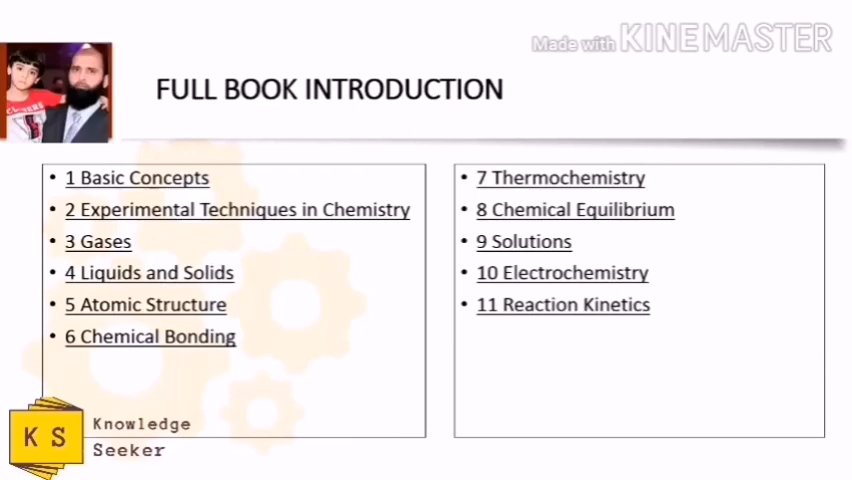 Made with KINEMASTER
FULL BOOK INTRODUCTION
• 1 Basic Concepts
• 2 Experimental Techniques in Chemistry
• 3 Gases
• 4 Liquids and Solids
• 5 Atomic Structure
• 6 Chemical Bonding
• 7 Thermochemistry
• 8 Chemical Equilibrium
• 9 Solutions
• 10 Electrochemistry
• 11 Reaction Kinetics
K S
Knowledge
Seeker